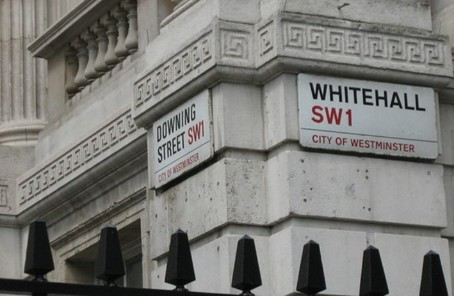 DOWNING
STREET SW1
CITY OF WESTMINSTER
WHITEHALL
SW1
CITY OF WESTMINSTER